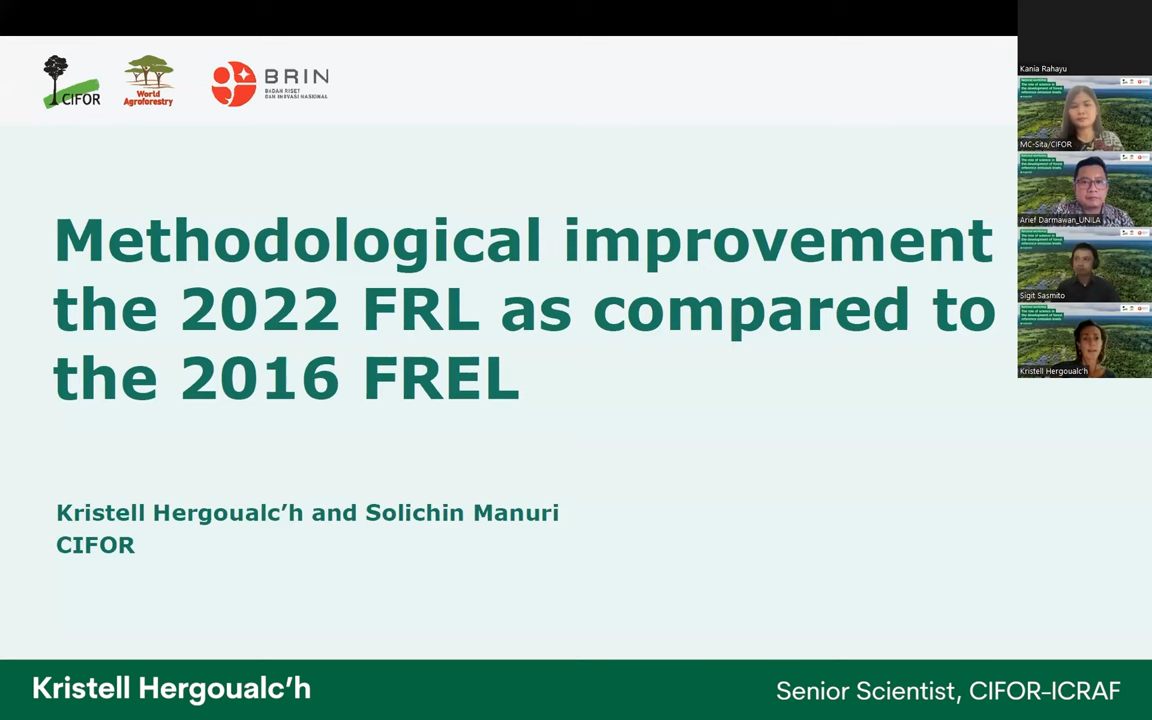 CIFOR
World
Agroforestry
BRIN
BADAN RISET
DAN INOVASI NASIONAL
Methodological improvement
the 2022 FRL as compared to
the 2016 FREL
Kristell Hergoualc’h and Solichin Manuri
CIFOR
Kania Rahayu
MC-Sita/CIFOR
Arief Darmawan_UNILA
Sigit Sasmito
Kristell Hergoualc'h
Kristell Hergoualc’h
Senior Scientist, CIFOR-ICRAF